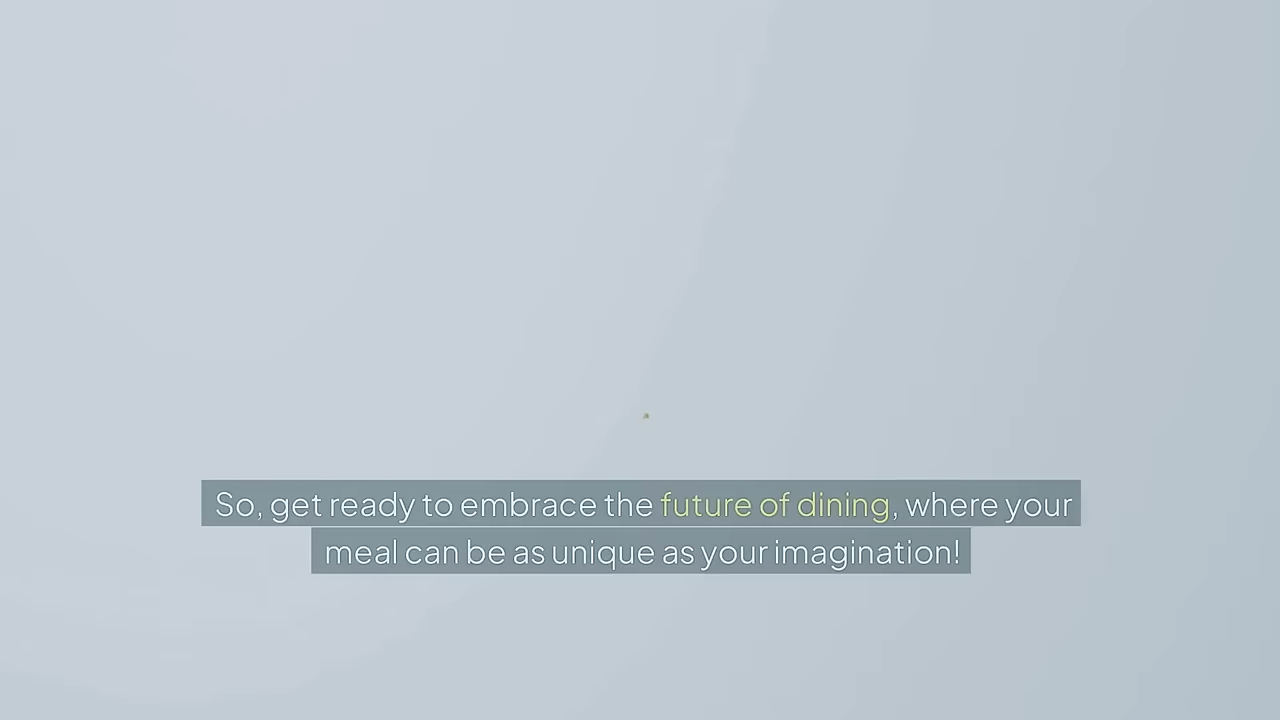 So, get ready to embrace the future of dining, where your
meal can be as unique as your imagination!